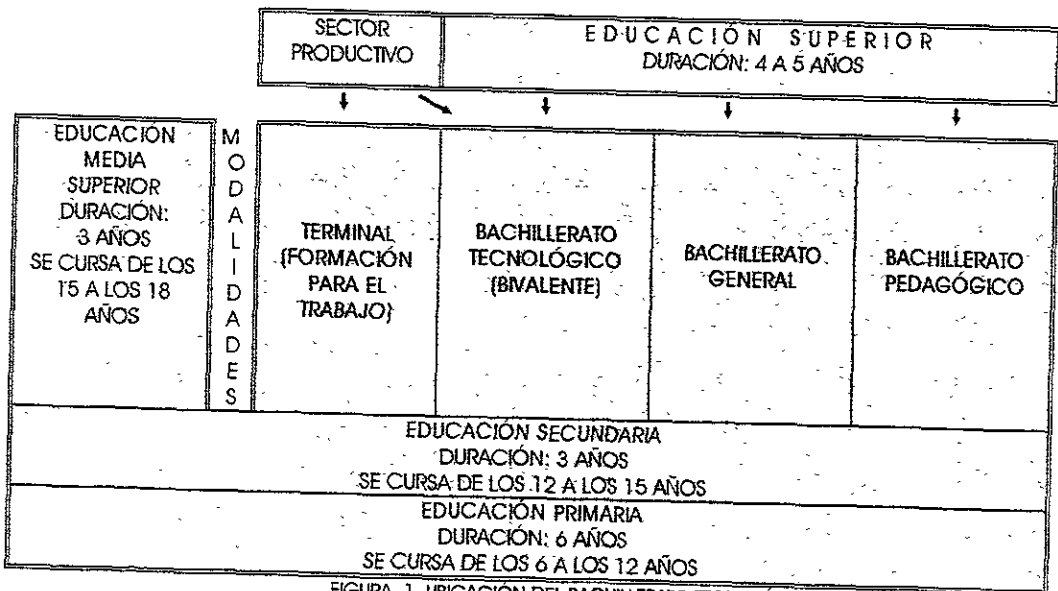 SECTOR
PRODUCTIVO
EDUCACIÓN SUPERIOR
DURACIÓN: 4 A 5 AÑOS
EDUCACIÓN
MEDIA
SUPERIOR
DURACIÓN:
3 AÑOS
SE CURSA DE LOS
15 A LOS 18
AÑOS
MODALIDADES
TERMINAL
(FORMACIÓN
PARA EL
TRABAJO)
BACHILLERATO
TECNOLÓGICO
(BIVALENTE)
BACHILLERATO
GENERAL
BACHILLERATO
PEDAGÓGICO
EDUCACIÓN SECUNDARIA
DURACIÓN: 3 AÑOS
SE CURSA DE LOS 12 A LOS 15 AÑOS
EDUCACIÓN PRIMARIA
DURACIÓN: 6 AÑOS
SE CURSA DE LOS 6 A LOS 12 AÑOS
FIGURA 1 UBICACIÓN DEL BACHILLERATO